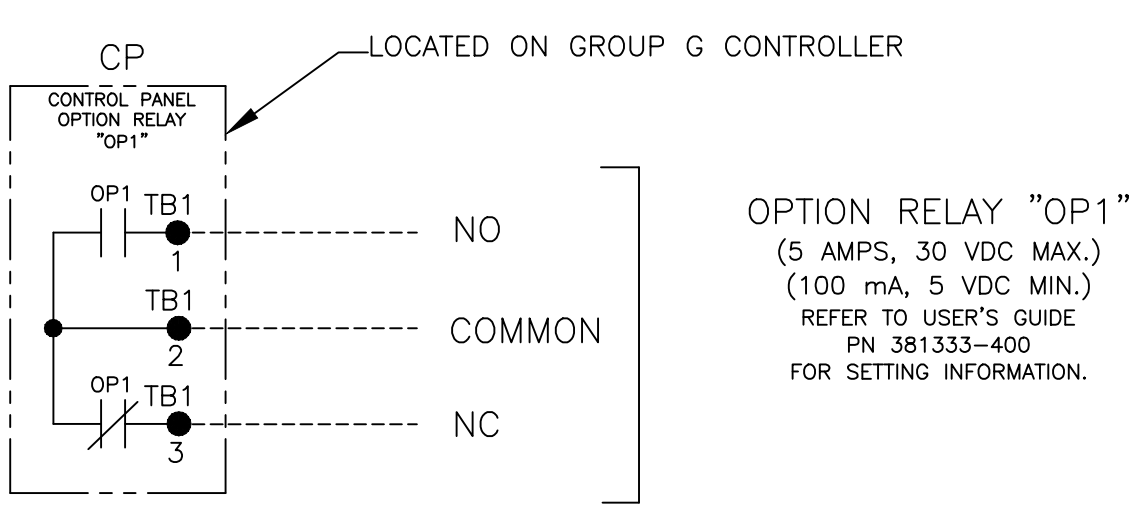 LOCATED ON GROUP G CONTROLLER
CP
CONTROL PANEL
OPTION RELAY
"OP1"
OP1
TB1
1
NO
TB1
2
COMMON
OP1
TB1
3
NC
OPTION RELAY "OP1"
(5 AMPS, 30 VDC MAX.)
(100 mA, 5 VDC MIN.)
REFER TO USER'S GUIDE
PN 381333-400
FOR SETTING INFORMATION.